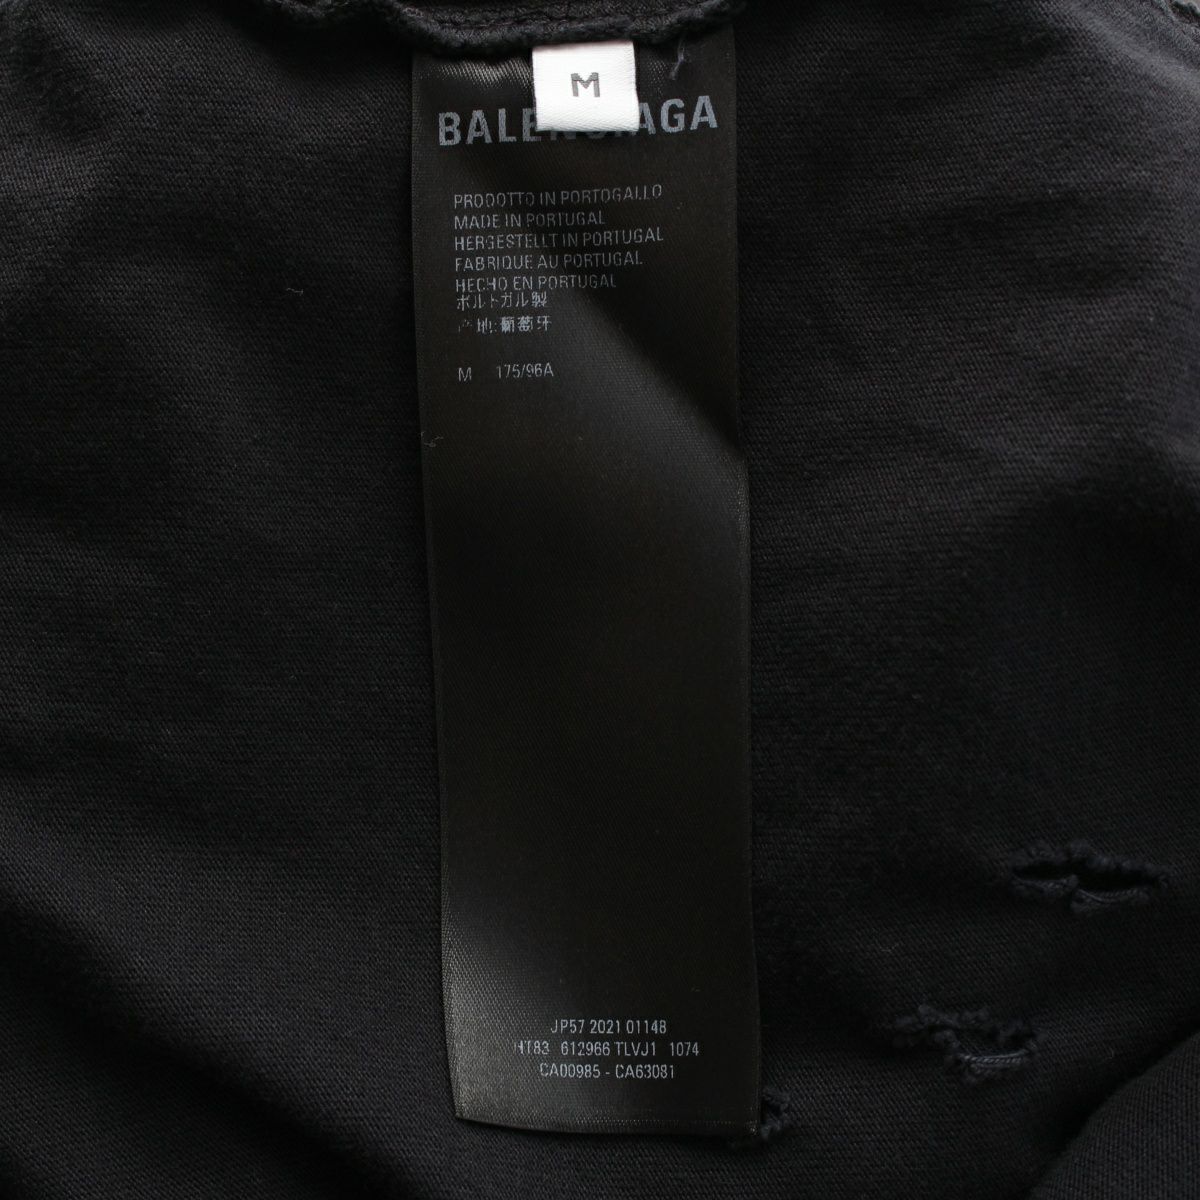 M
BALENCIAGA
PRODOTTO IN PORTOGALLO
MADE IN PORTUGAL
HERGESTELLT IN PORTUGAL
FABRIQUE AU PORTUGAL
HECHO EN PORTUGAL
ポルトガル製
产地:葡萄牙
M 175/96A
JP57 2021 01148
HT83 612966 TLVJ1 1074
CA00985 - CA63081